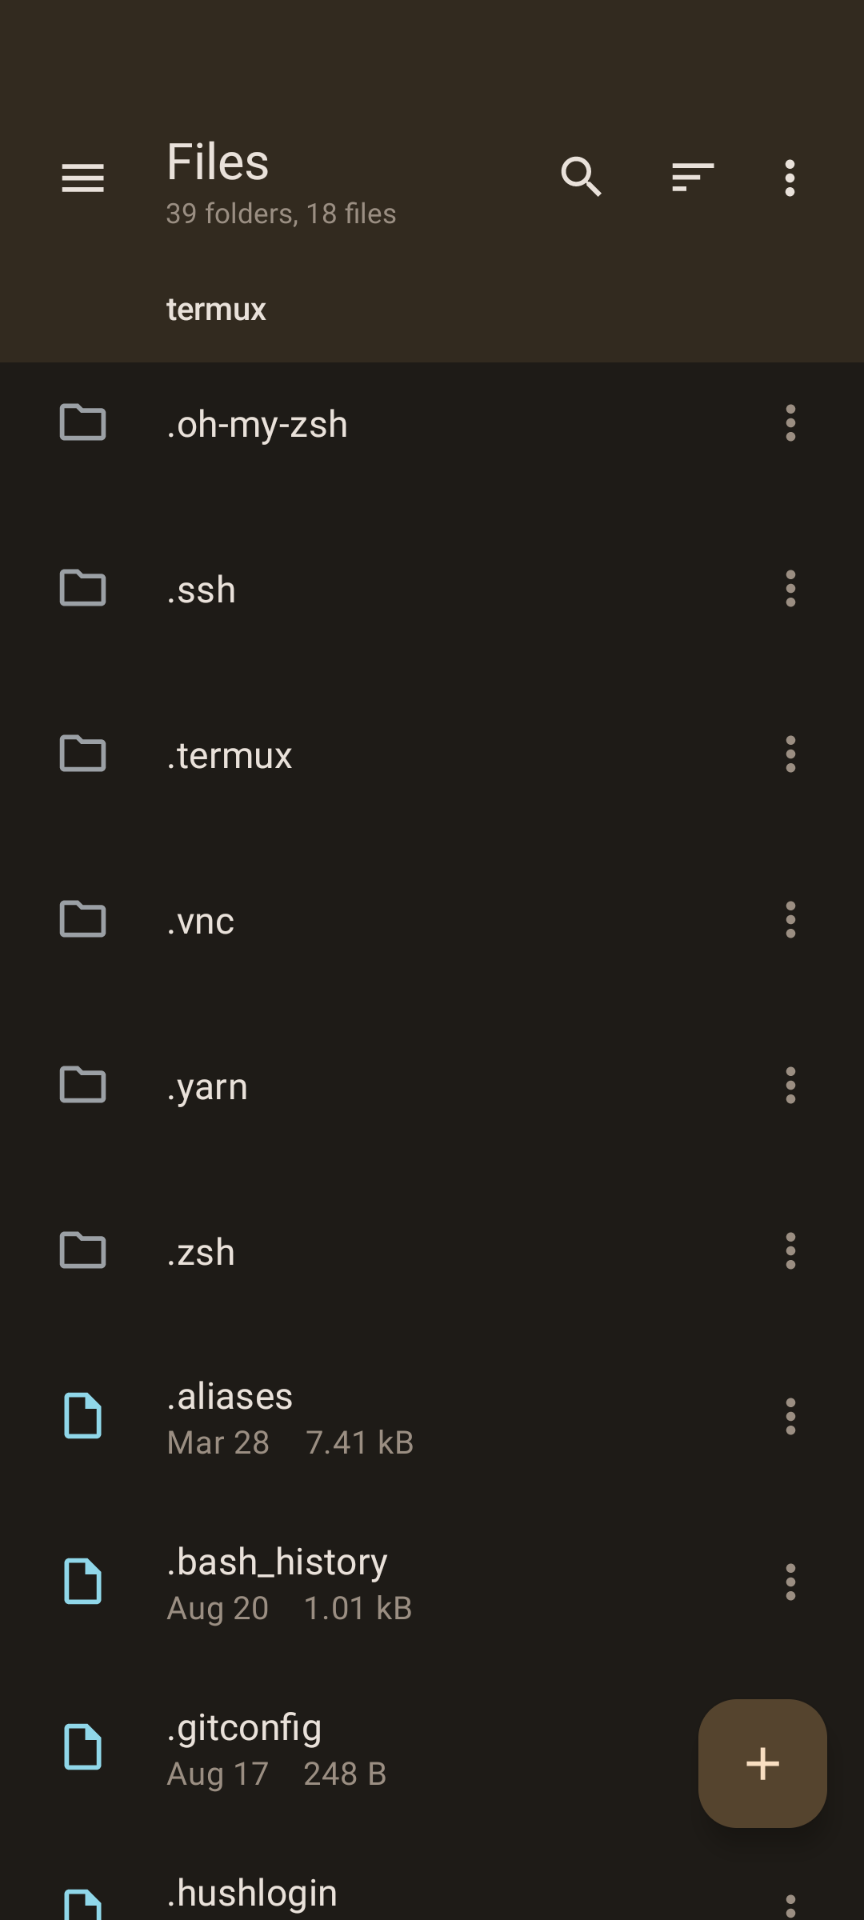 Files
39 folders, 18 files
termux
.oh-my-zsh
.ssh
.termux
.vnc
.yarn
.zsh
.aliases
Mar 28 7.41 kB
.bash_history
Aug 20 1.01 kB
.gitconfig
Aug 17 248 B
.hushlogin